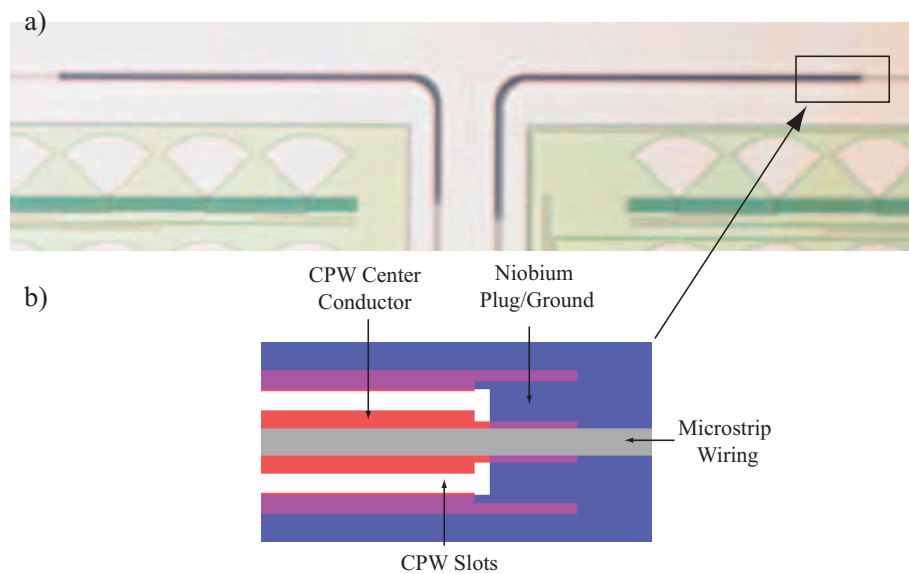 a)
b)
CPW Center
Conductor
Niobium
Plug/Ground
Microstrip
Wiring
CPW Slots